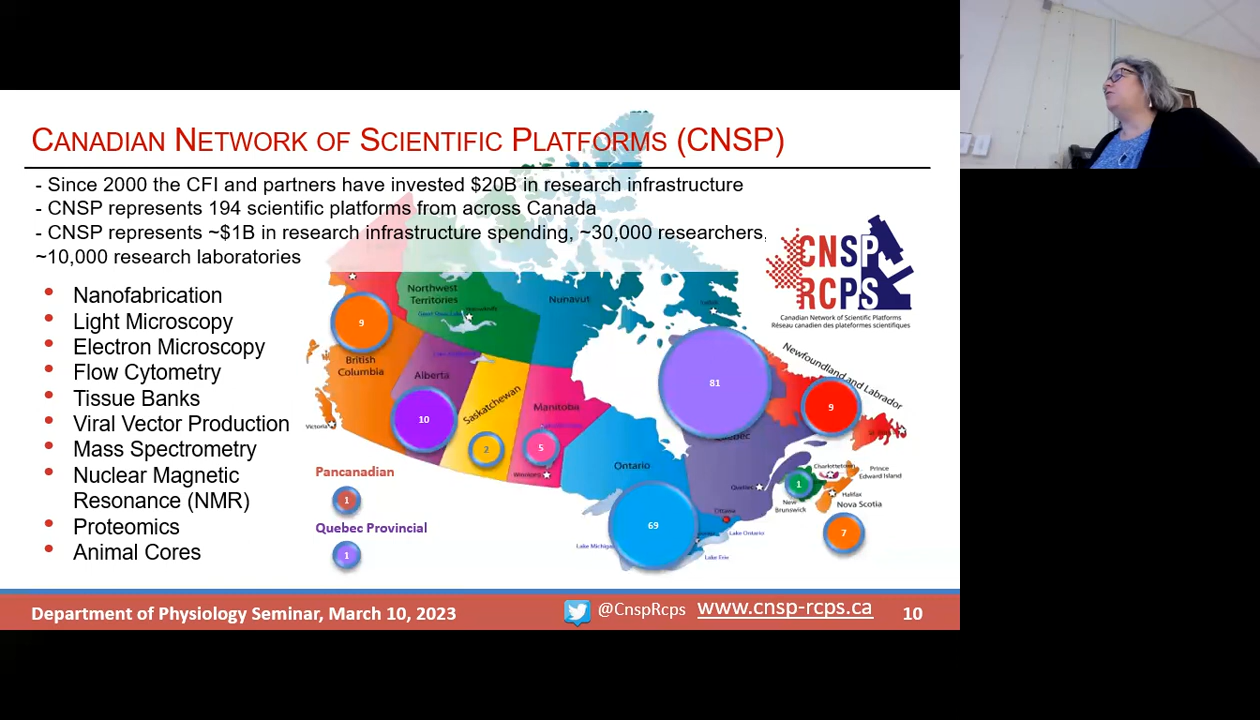 CANADIAN NETWORK OF SCIENTIFIC PLATFORMS (CNSP)
- Since 2000 the CFI and partners have invested $20B in research infrastructure
- CNSP represents 194 scientific platforms from across Canada
- CNSP represents ~$1B in research infrastructure spending, ~30,000 researchers,
~10,000 research laboratories
• Nanofabrication
• Light Microscopy
• Electron Microscopy
• Flow Cytometry
• Tissue Banks
• Viral Vector Production
• Mass Spectrometry
• Nuclear Magnetic
Resonance (NMR)
• Proteomics
• Animal Cores
CNSP
RCPS
Canadian Network of Scientific Platforms
Réseau canadien des plateformes scientifiques
Northwest
Territories
Nunavut
9
British
Columbia
Victoria
Alberta
10
Saskatchewan
2
Manitoba
5
Winnipeg
Ontario
69
81
Quebec
Quebec
Ottawa
Newfoundland and Labrador
9
Charlottetown
Prince
Edward Island
1
New
Brunswick
Halifax
Nova Scotia
7
Lake Michigan
Lake Ontario
Lake Erie
Pancanadian
1
Quebec Provincial
1
Department of Physiology Seminar, March 10, 2023
@CnspRcps
www.cnsp-rcps.ca
10